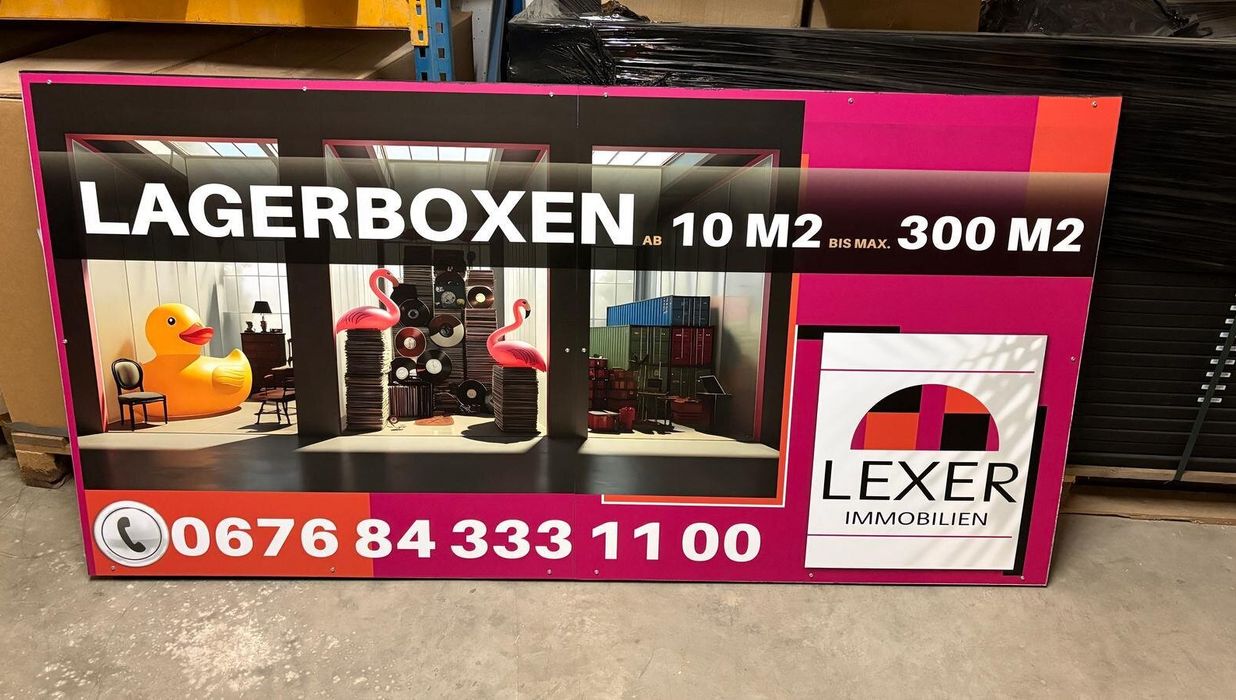 LAGERBOXEN AB 10 M2 BIS MAX. 300 M2
LEXER
IMMOBILIEN
0676 84 333 11 00